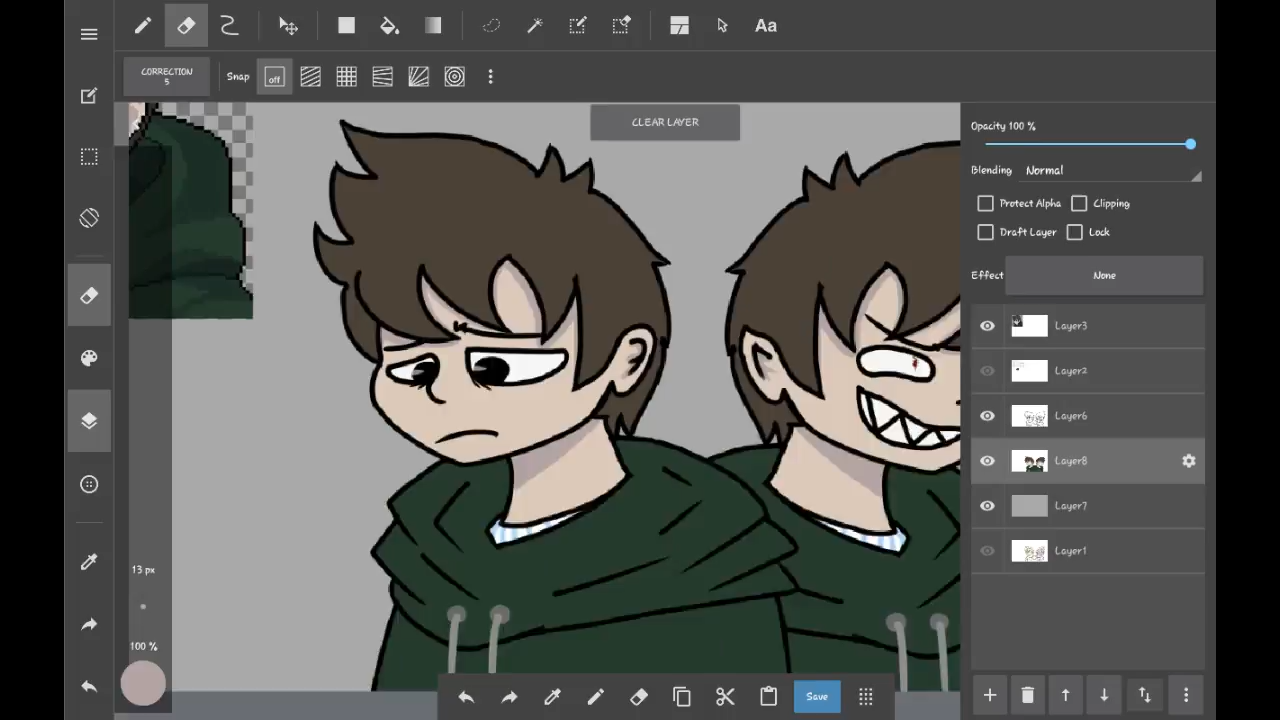 Aa
CORRECTION
5
Snap
off
CLEAR LAYER
Opacity 100 %
Blending
Normal
Protect Alpha
Clipping
Draft Layer
Lock
Effect
None
Layer3
Layer2
Layer6
Layer8
Layer7
Layer1
13 px
100 %
Save